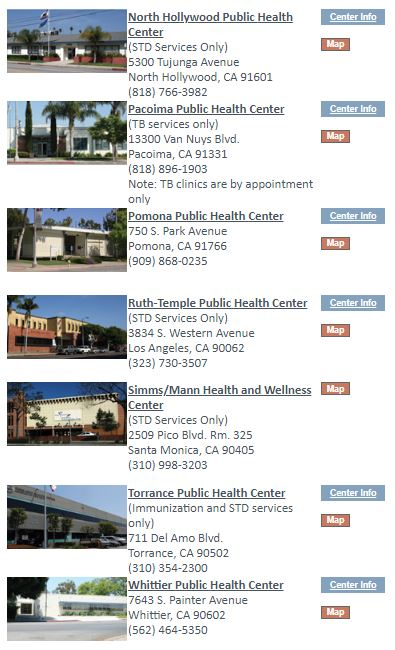 North Hollywood Public Health
Center
(STD Services Only)
5300 Tujunga Avenue
North Hollywood, CA 91601
(818) 766-3982
Center Info
Map
Pacoima Public Health Center
(TB services only)
13300 Van Nuys Blvd.
Pacoima, CA 91331
(818) 896-1903
Note: TB clinics are by appointment
only
Center Info
Map
Pomona Public Health Center
750 S. Park Avenue
Pomona, CA 91766
(909) 868-0235
Center Info
Map
Ruth-Temple Public Health Center
(STD Services Only)
3834 S. Western Avenue
Los Angeles, CA 90062
(323) 730-3507
Center Info
Map
Simms/Mann Health and Wellness
Center
(STD Services Only)
2509 Pico Blvd. Rm. 325
Santa Monica, CA 90405
(310) 998-3203
Map
Torrance Public Health Center
(Immunization and STD services
only)
711 Del Amo Blvd.
Torrance, CA 90502
(310) 354-2300
Center Info
Map
Whittier Public Health Center
7643 S. Painter Avenue
Whittier, CA 90602
(562) 464-5350
Center Info
Map